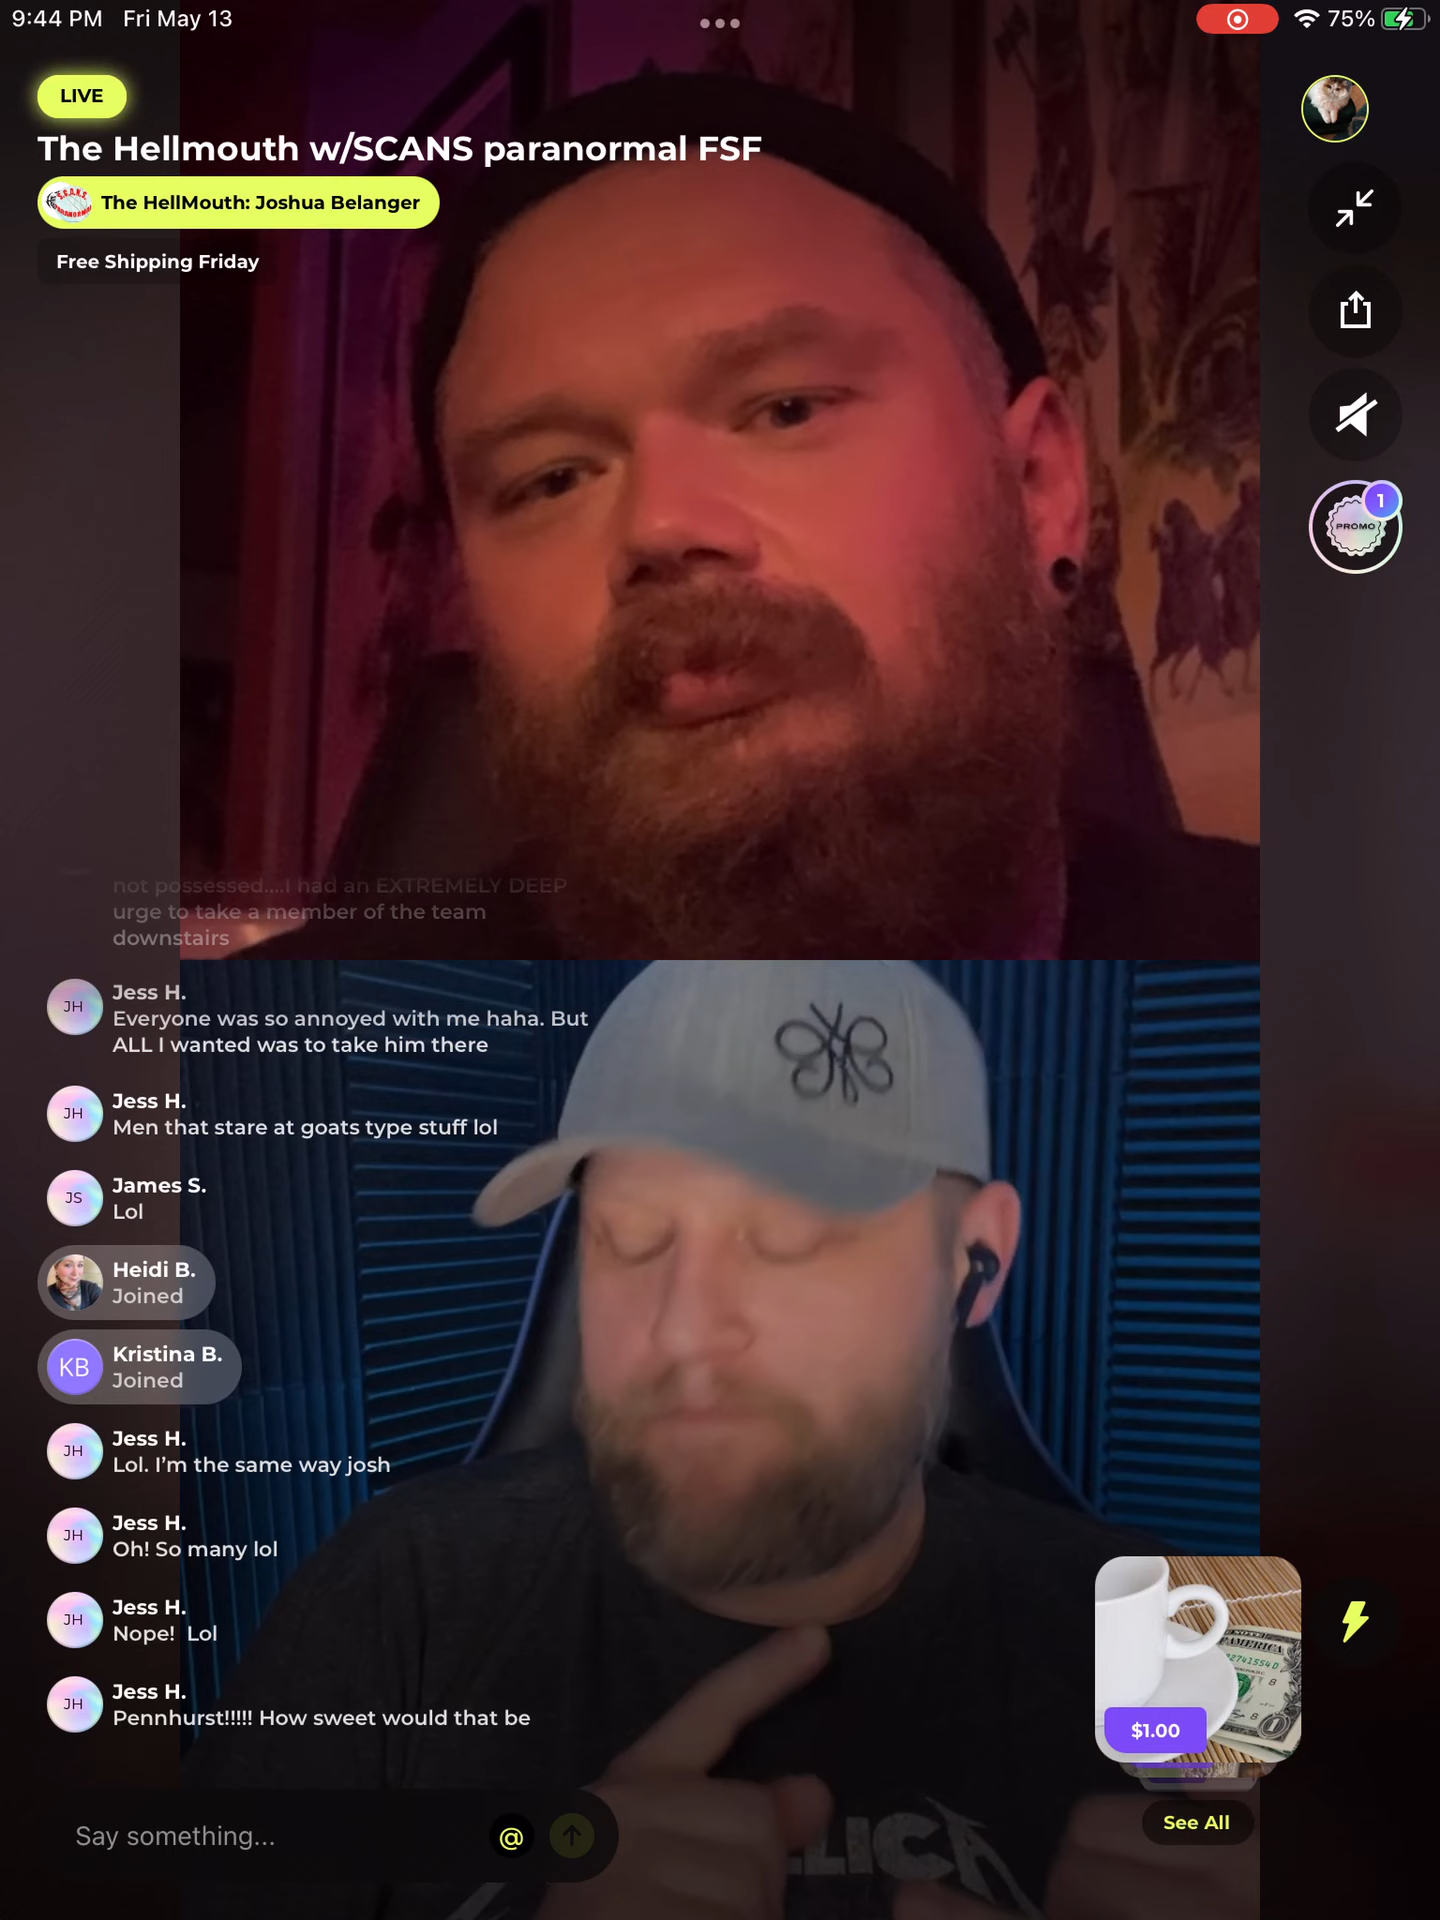 9:44 PM Fri May 13
75%
LIVE
The Hellmouth w/SCANS paranormal FSF
The HellMouth: Joshua Belanger
Free Shipping Friday
1
PROMO
not possessed....I had an EXTREMELY DEEP
urge to take a member of the team
downstairs
JH
Jess H.
Everyone was so annoyed with me haha. But
ALL I wanted was to take him there
JH
Jess H.
Men that stare at goats type stuff lol
JS
James S.
Lol
Heidi B.
Joined
KB
Kristina B.
Joined
JH
Jess H.
Lol. I’m the same way josh
JH
Jess H.
Oh! So many lol
JH
Jess H.
Nope!  Lol
JH
Jess H.
Pennhurst!!!!! How sweet would that be
AMERICA
$1.00
Say something...
@
See All
LLICA